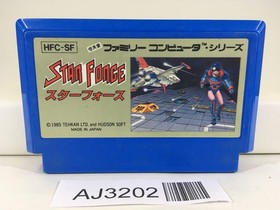 HFC-SF
ファミリーコンピュータ™シリーズ
STAR FORCE
スターフォース
© 1985 TEHKAN LTD. and HUDSON SOFT
MADE IN JAPAN
AJ3202